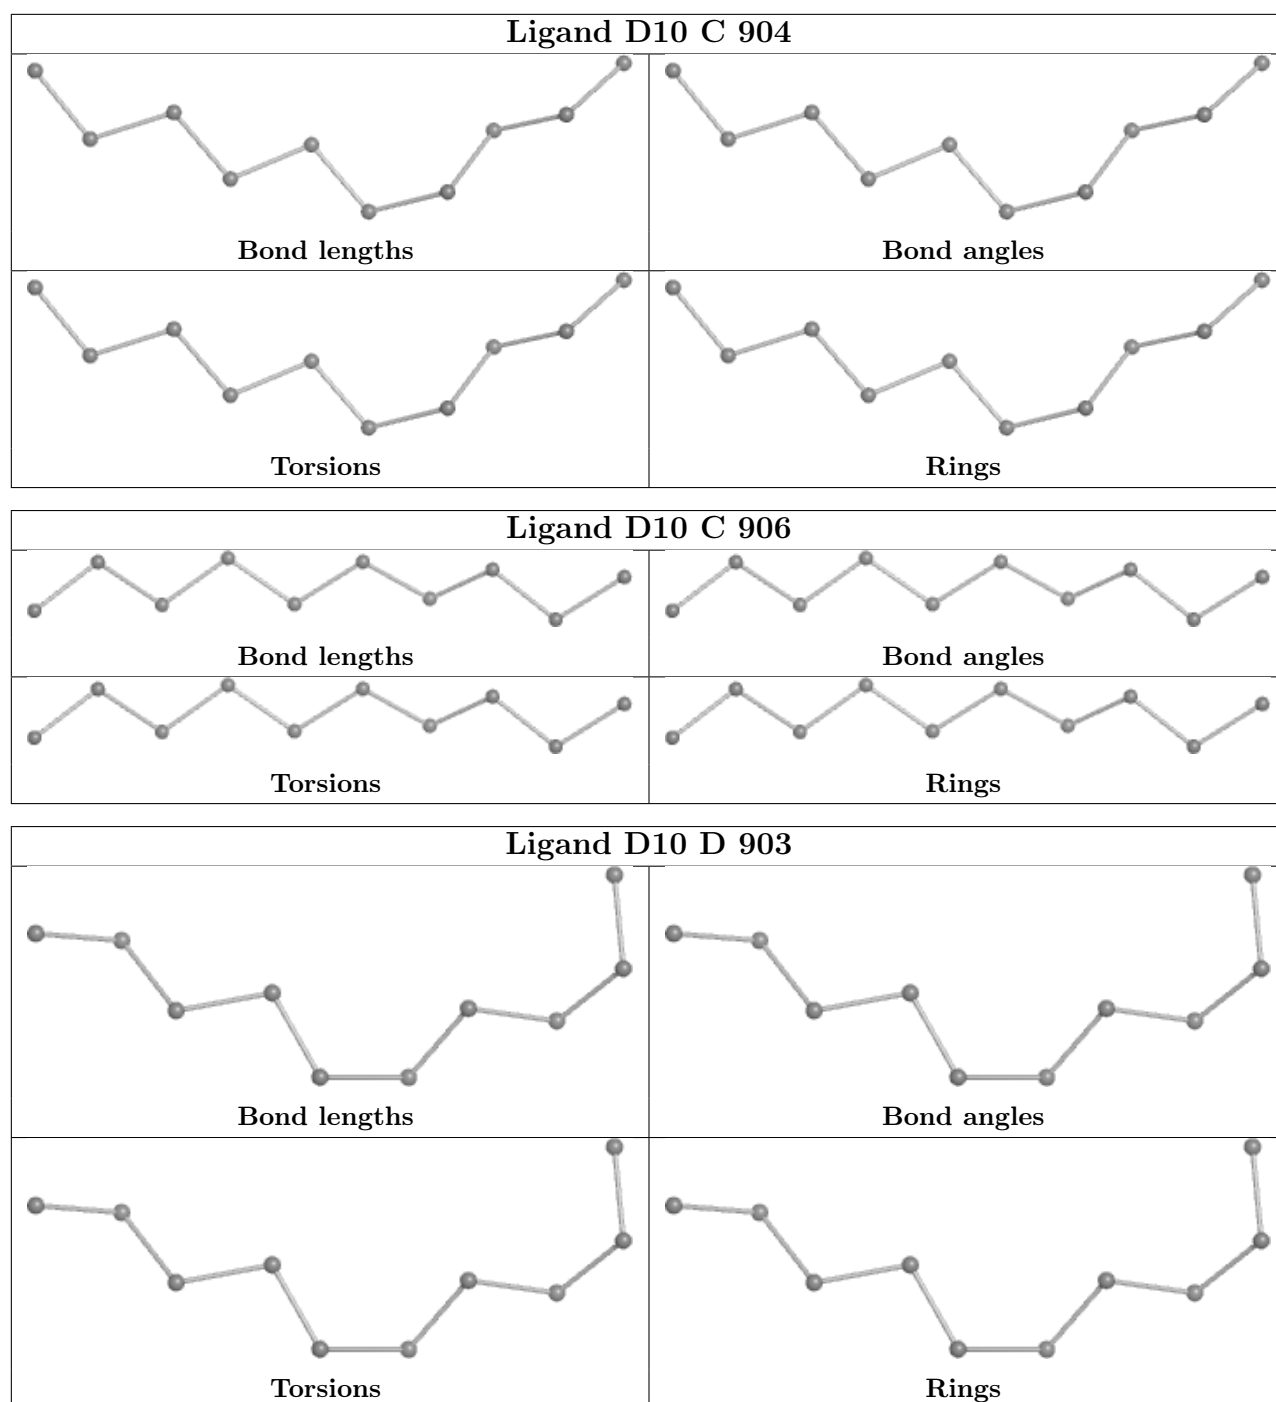 Ligand D10 C 904
Bond lengths
Bond angles
Torsions
Rings
Ligand D10 C 906
Bond lengths
Bond angles
Torsions
Rings
Ligand D10 D 903
Bond lengths
Bond angles
Torsions
Rings